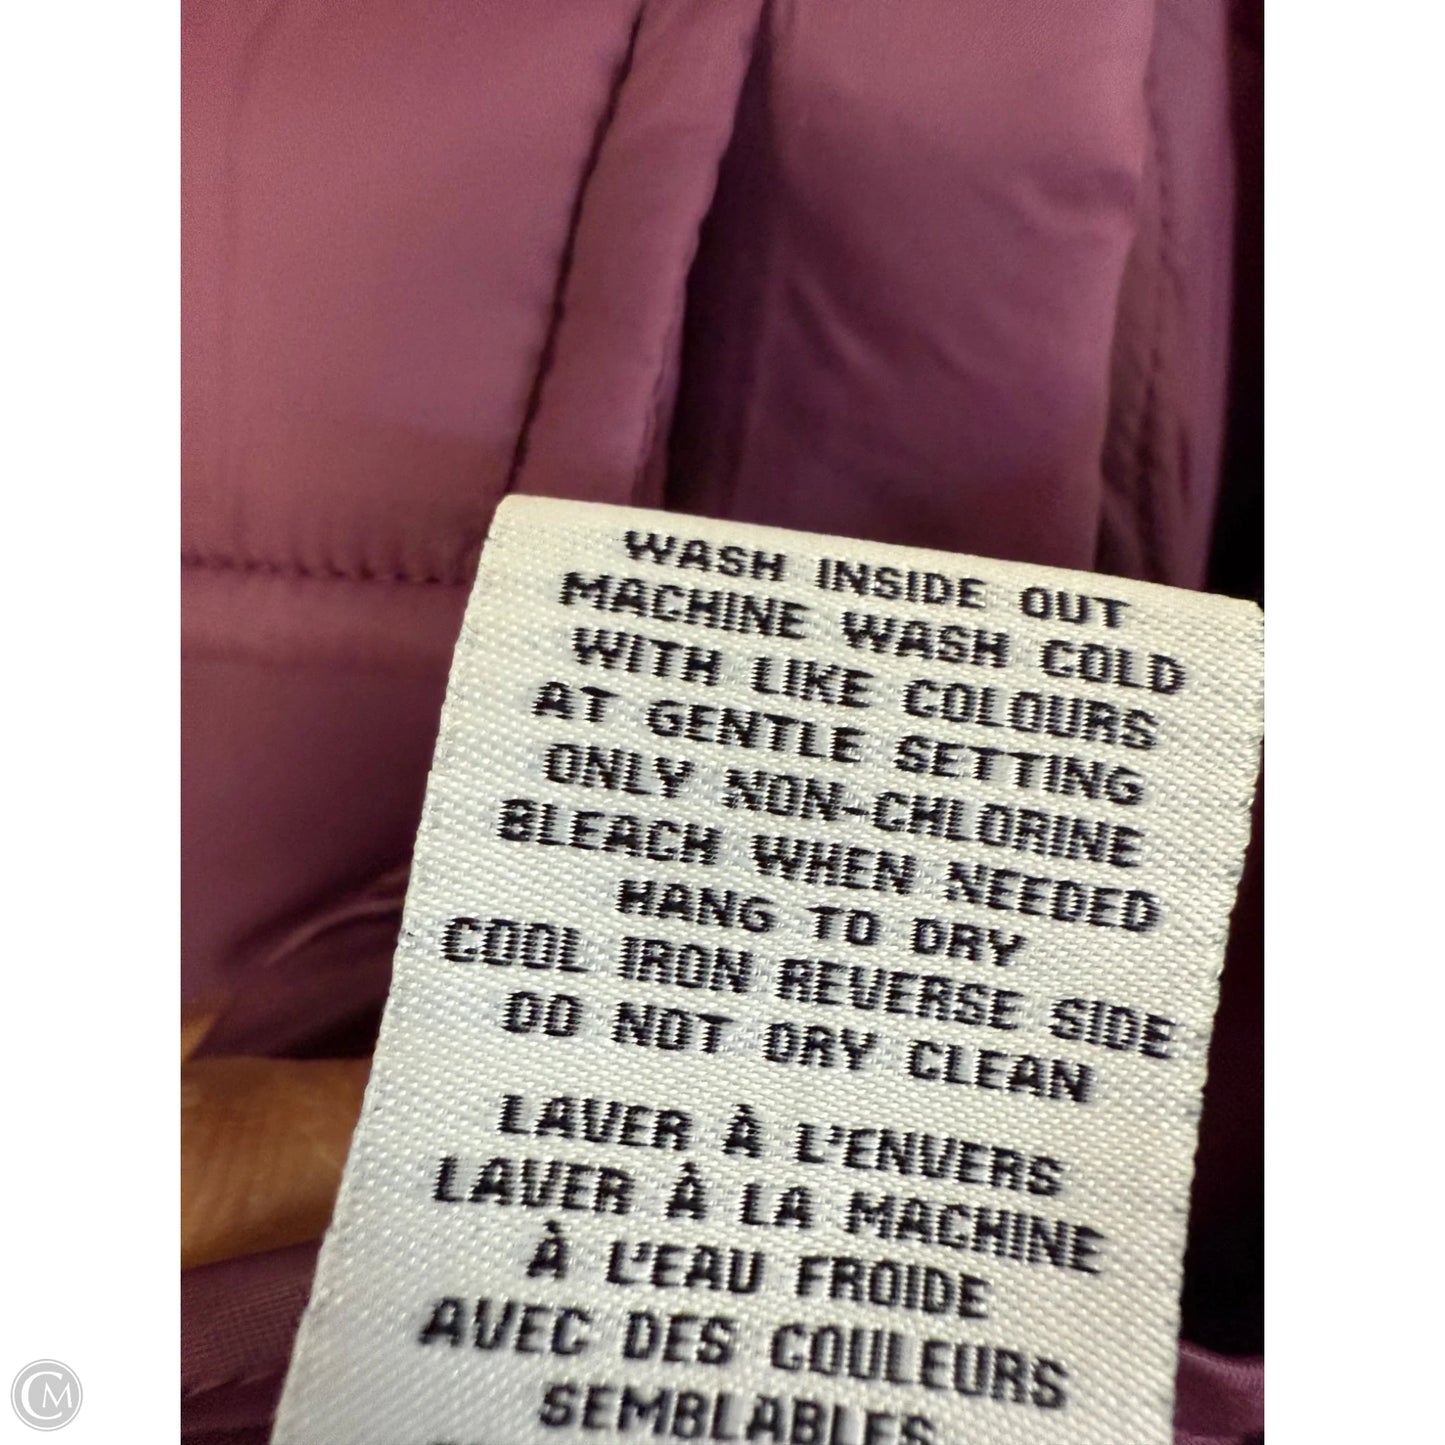 WASH INSIDE OUT
MACHINE WASH COLD
WITH LIKE COLOURS
AT GENTLE SETTING
ONLY NON-CHLORINE
BLEACH WHEN NEEDED
HANG TO DRY
COOL IRON REVERSE SIDE
DO NOT DRY CLEAN
LAVER À L'ENVERS
LAVER À LA MACHINE
À L'EAU FROIDE
AVEC DES COULEURS
SEMBLABLES
CM